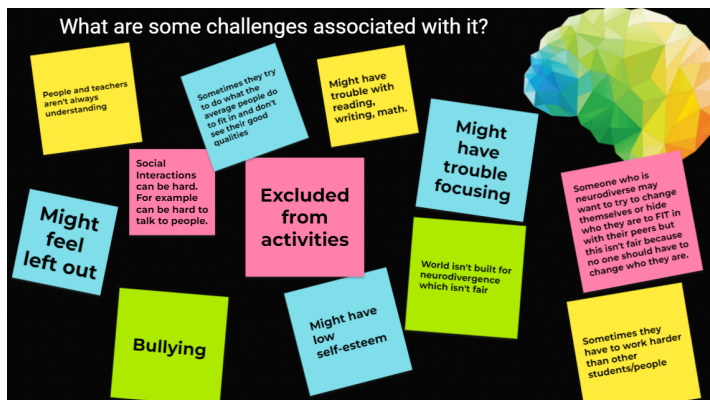 What are some challenges associated with it?
People and teachers
aren't always
understanding
Sometimes they try
to do what the
average people do
to fit in and don't
see their good
qualities
Might have
trouble with
reading,
writing, math.
Might
have
trouble
focusing
Social
Interactions
can be hard.
For example
can be hard to
talk to people.
Excluded
from
activities
Someone who is
neurodiverse may
want to try to change
themselves or hide
who they are to FIT in
with their peers but
this isn't fair because
no one should have to
change who they are.
Might
feel
left out
World isn't built for
neurodivergence
which isn't fair
Bullying
Might have
low
self-esteem
Sometimes they
have to work harder
than other
students/people